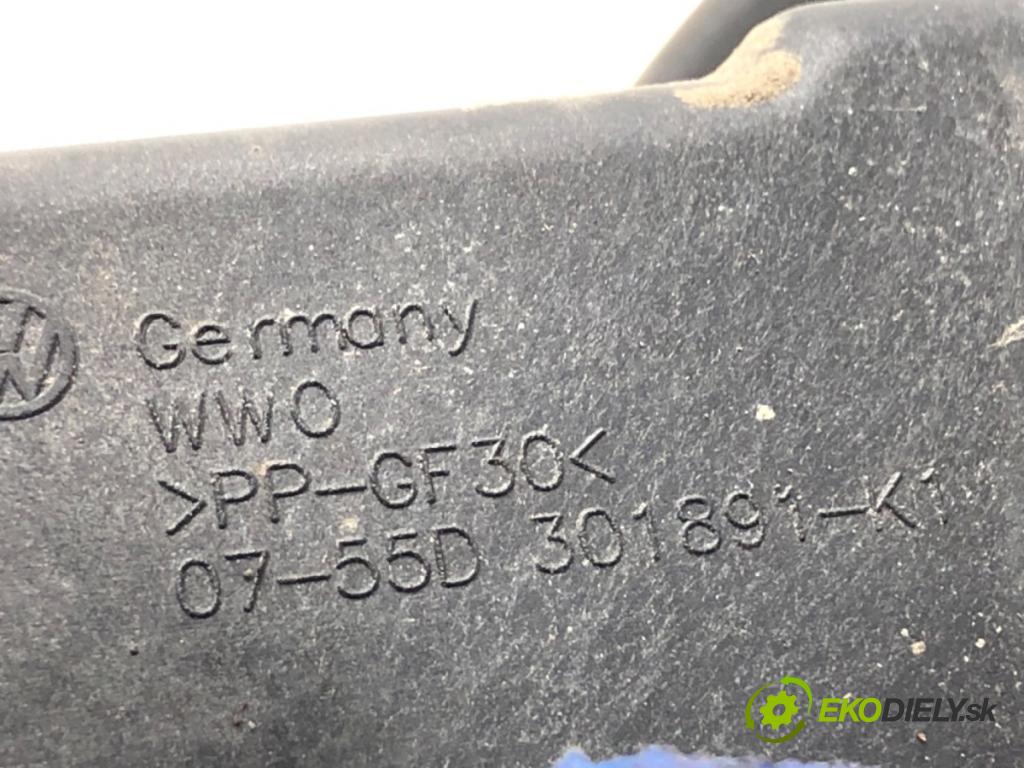 Germany
WWO
>PP-GF30<
07-55D 301891-K1
EKODIELY.sk